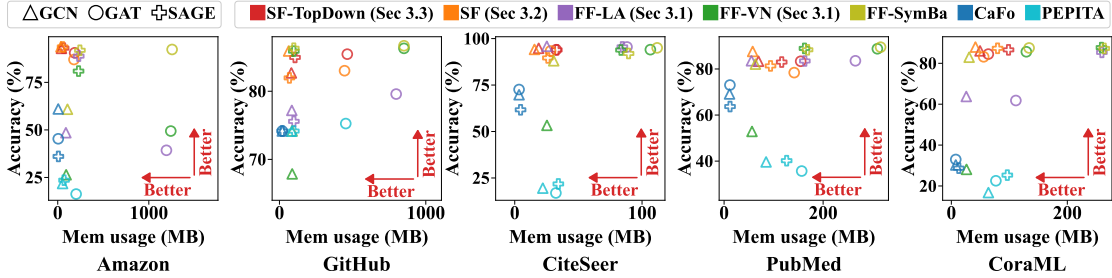 GCN GAT SAGE
SF-TopDown (Sec 3.3) SF (Sec 3.2) FF-LA (Sec 3.1) FF-VN (Sec 3.1) FF-SymBa CaFo PEPITA
Accuracy (%)
75
50
25
0 1000
Better
Better
Mem usage (MB)
Amazon
Accuracy (%)
80
70
0 1000
Better
Better
Mem usage (MB)
GitHub
Accuracy (%)
100
75
50
25
0 100
Better
Better
Mem usage (MB)
CiteSeer
Accuracy (%)
80
60
40
0 200
Better
Better
Mem usage (MB)
PubMed
Accuracy (%)
80
60
40
20
0 200
Better
Better
Mem usage (MB)
CoraML